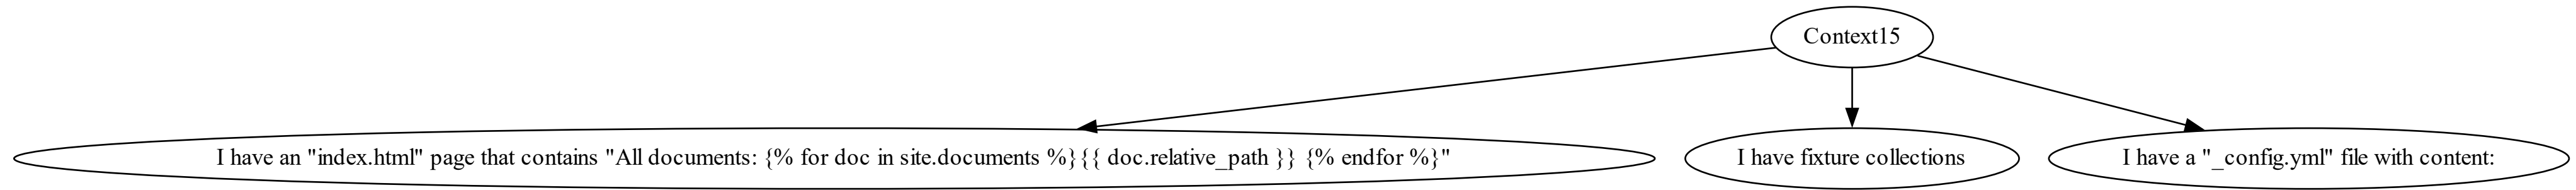 Context15
I have an "index.html" page that contains "All documents: {% for doc in site.documents %}{{ doc.relative_path }} {% endfor %}"
I have fixture collections
I have a "_config.yml" file with content: